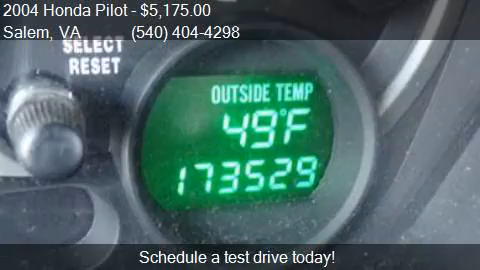 2004 Honda Pilot - $5,175.00
Salem, VA (540) 404-4298
SELECT
RESET
OUTSIDE TEMP
49°F
173529
Schedule a test drive today!